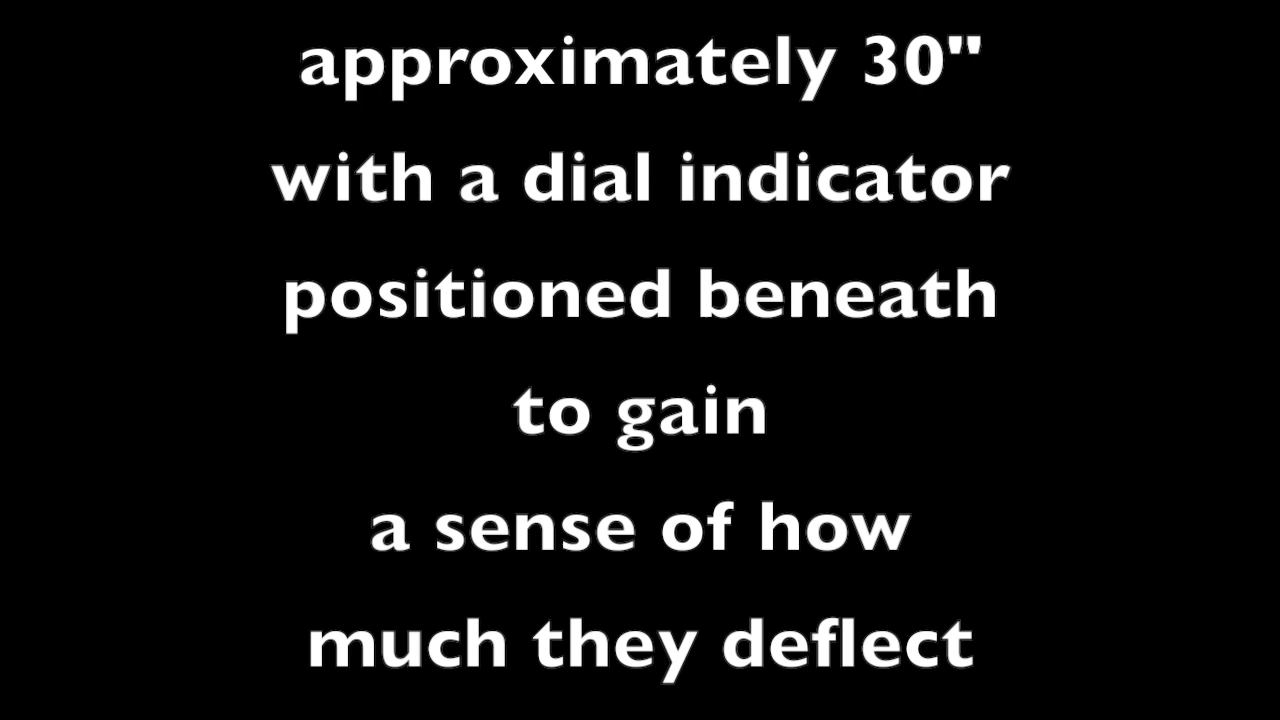 approximately 30"
with a dial indicator
positioned beneath
to gain
a sense of how
much they deflect